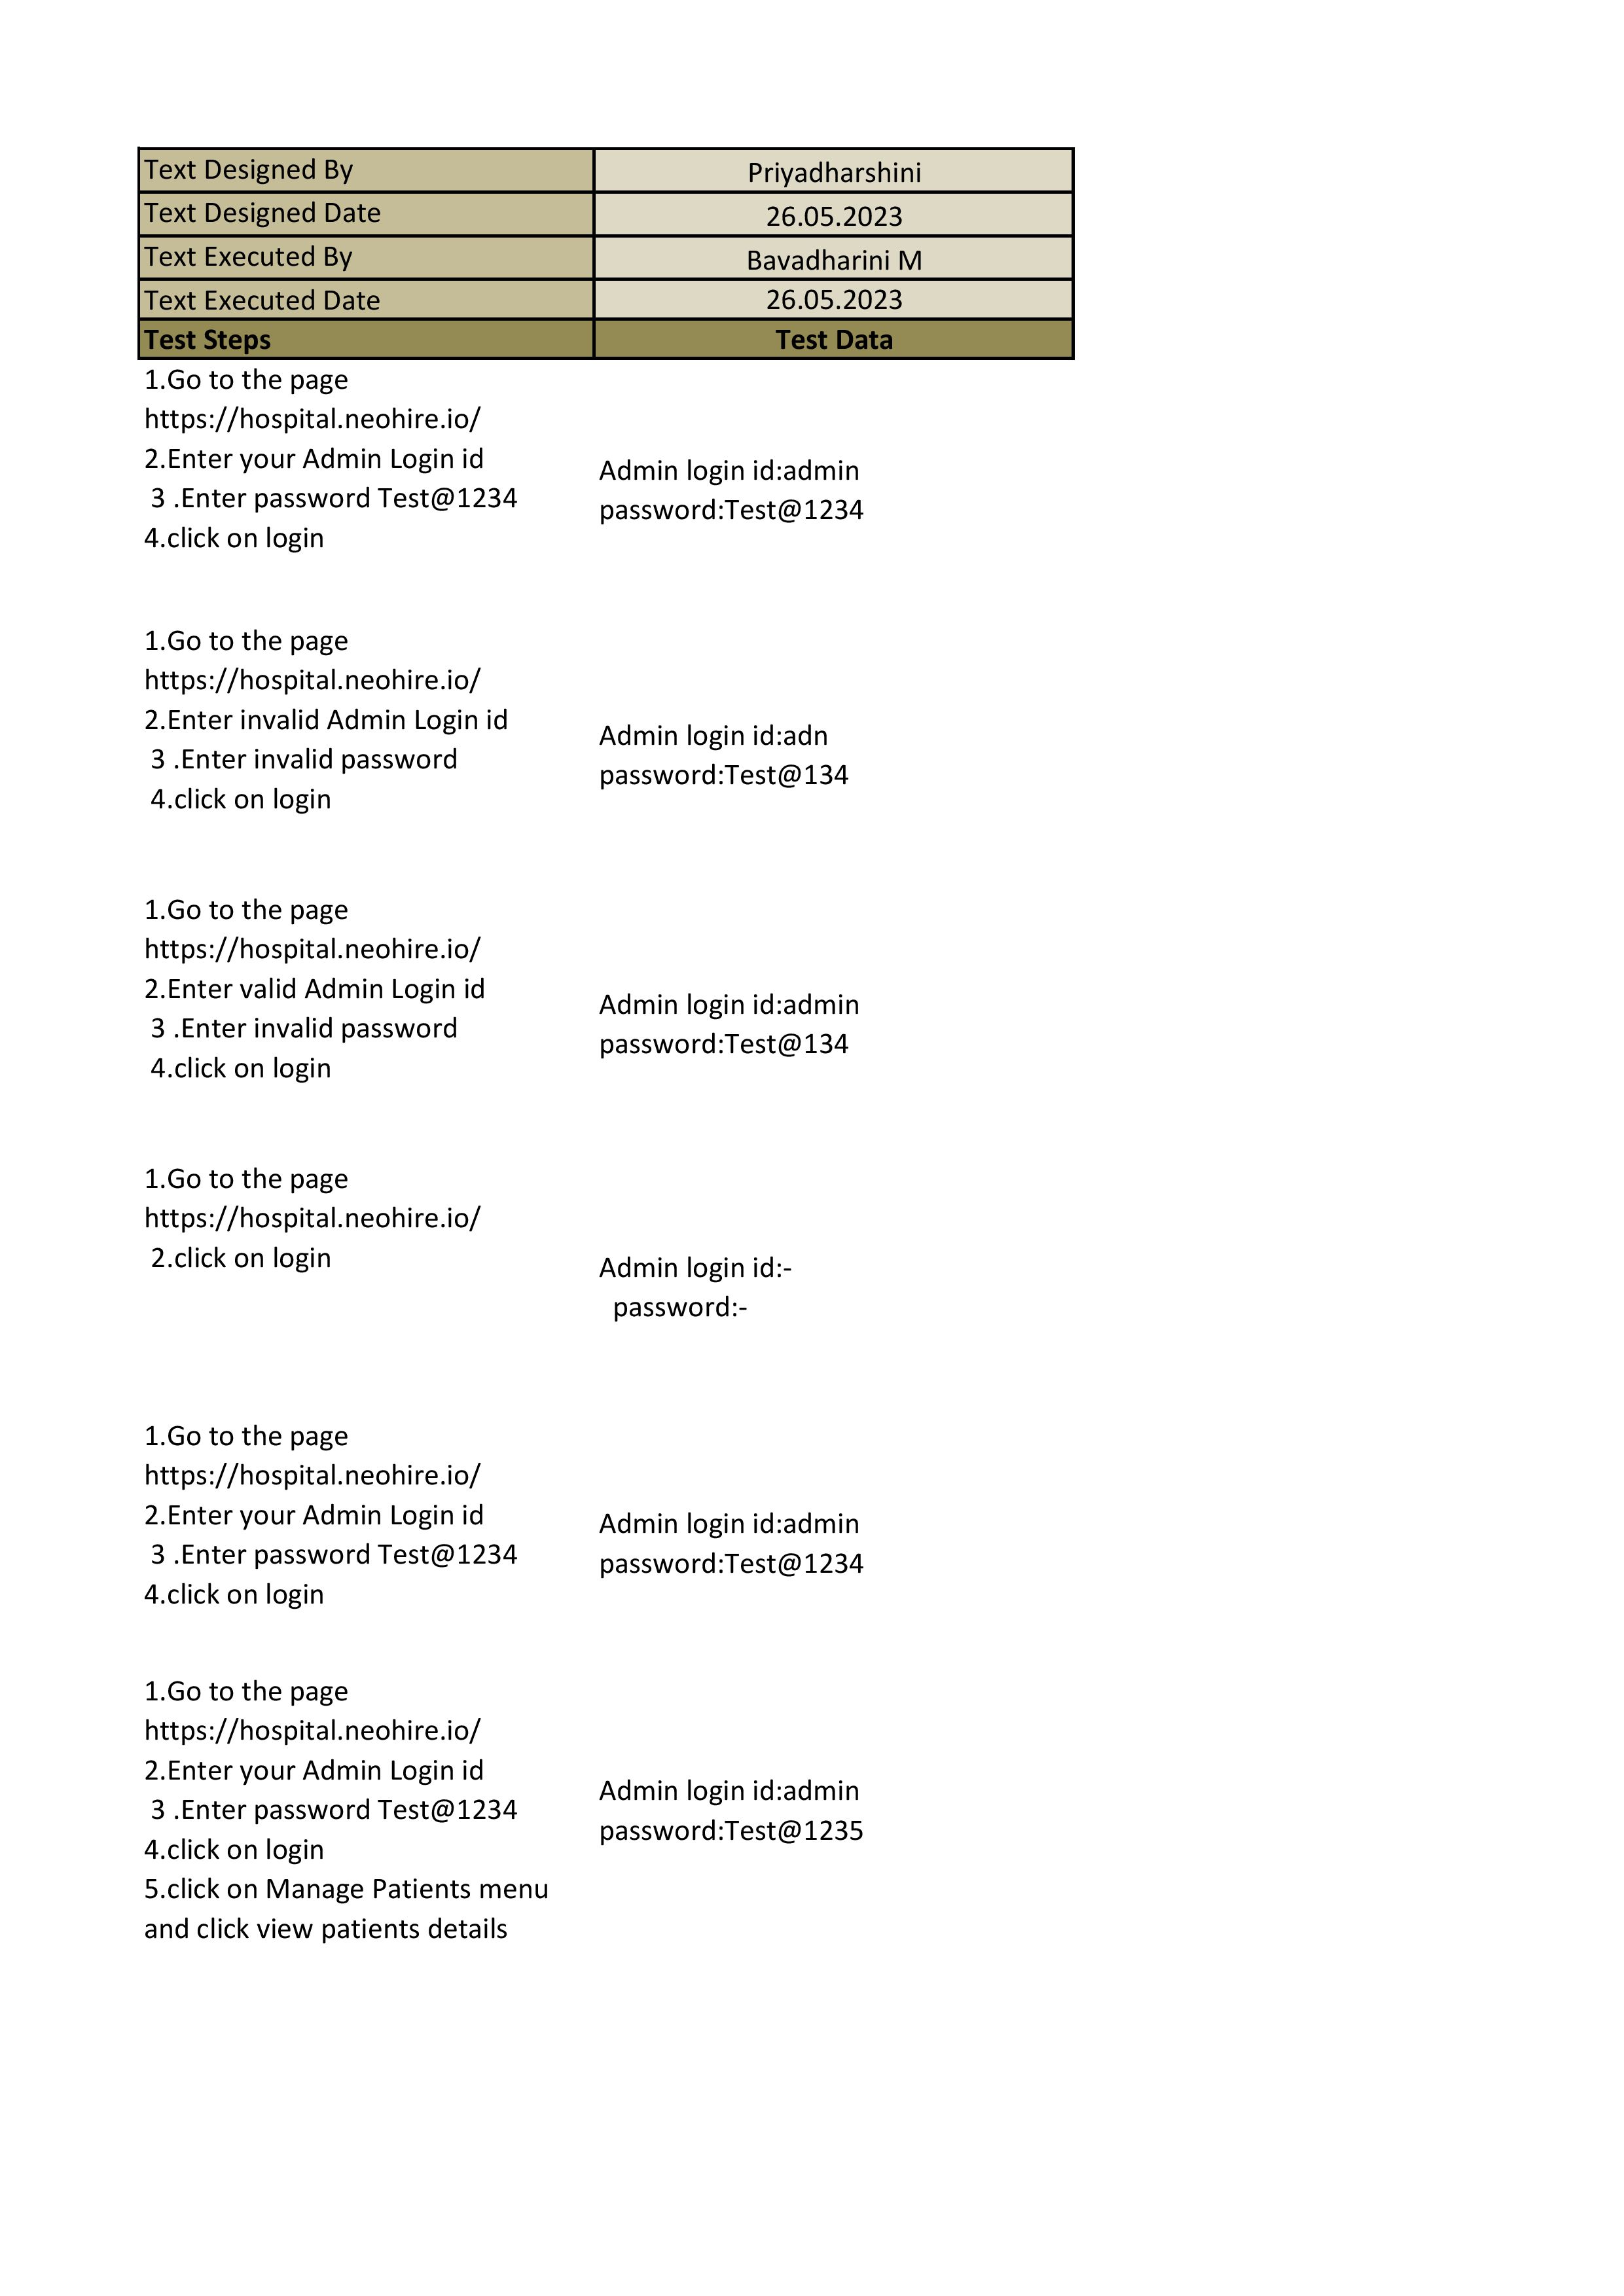 Text Designed By Priyadharshini
Text Designed Date 26.05.2023
Text Executed By Bavadharini M
Text Executed Date 26.05.2023
Test Steps Test Data
1.Go to the page
https://hospital.neohire.io/
2.Enter your Admin Login id
3 .Enter password Test@1234
4.click on login
Admin login id:admin
password:Test@1234
1.Go to the page
https://hospital.neohire.io/
2.Enter invalid Admin Login id
3 .Enter invalid password
4.click on login
Admin login id:adn
password:Test@134
1.Go to the page
https://hospital.neohire.io/
2.Enter valid Admin Login id
3 .Enter invalid password
4.click on login
Admin login id:admin
password:Test@134
1.Go to the page
https://hospital.neohire.io/
2.click on login
Admin login id:-
password:-
1.Go to the page
https://hospital.neohire.io/
2.Enter your Admin Login id
3 .Enter password Test@1234
4.click on login
Admin login id:admin
password:Test@1234
1.Go to the page
https://hospital.neohire.io/
2.Enter your Admin Login id
3 .Enter password Test@1234
4.click on login
5.click on Manage Patients menu
and click view patients details
Admin login id:admin
password:Test@1235